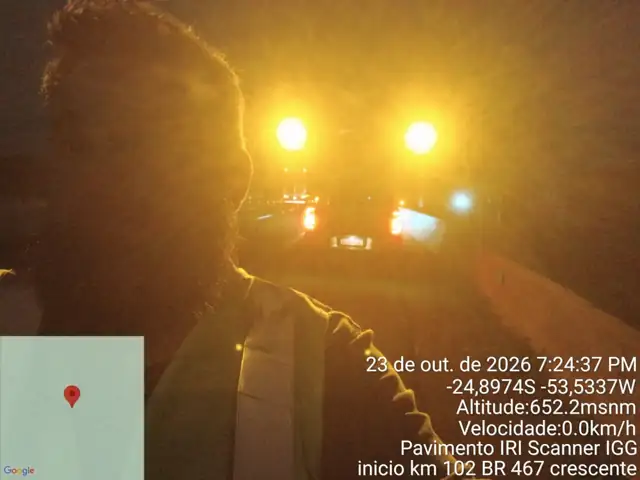 23 de out. de 2026 7:24:37 PM
-24,8974S -53,5337W
Altitude:652.2msnm
Velocidade:0.0km/h
Pavimento IRI Scanner IGG
inicio km 102 BR 467 crescente
Google